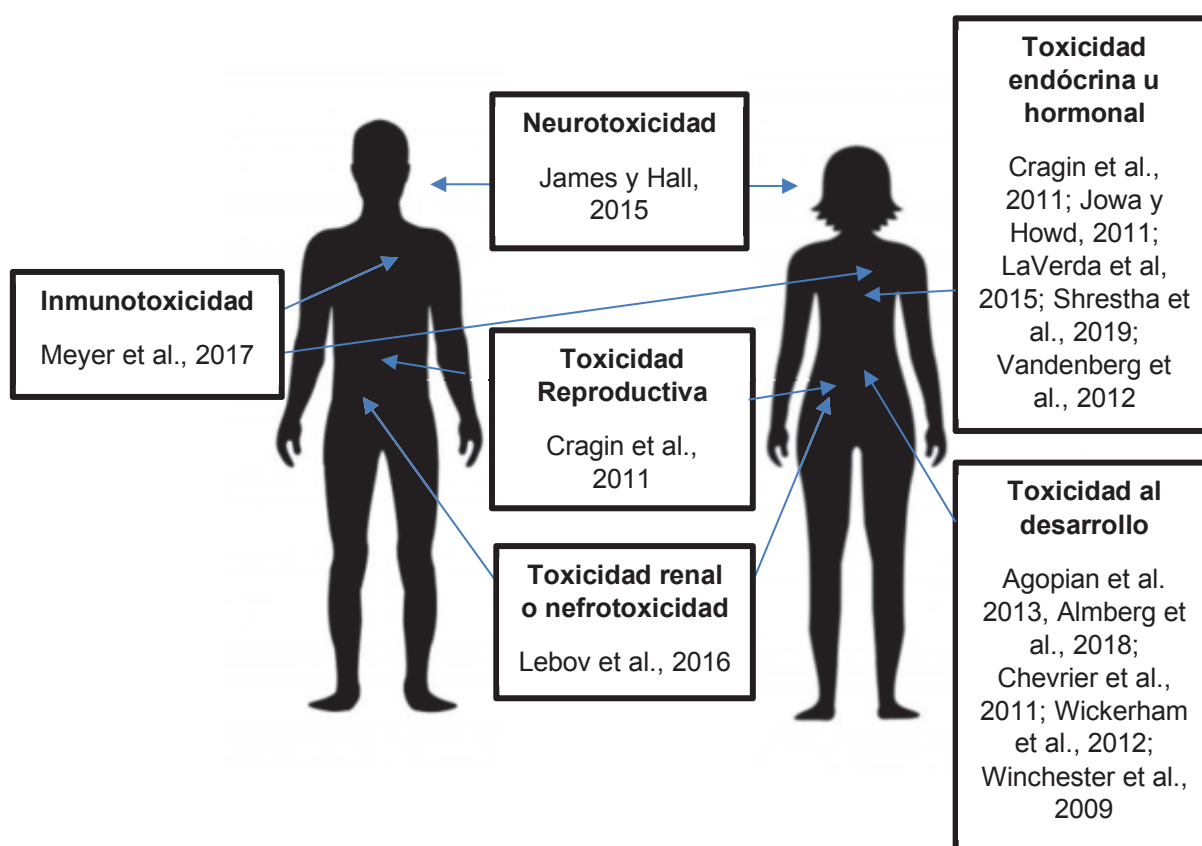 Neurotoxicidad
James y Hall,
2015
Toxicidad
endócrina u
hormonal
Cragin et al.,
2011; Jowa y
Howd, 2011;
LaVerda et al,
2015; Shrestha et
al., 2019;
Vandenberg et
al., 2012
Inmunotoxicidad
Meyer et al., 2017
Toxicidad
Reproductiva
Cragin et al.,
2011
Toxicidad renal
o nefrotoxicidad
Lebov et al., 2016
Toxicidad al
desarrollo
Agopian et al.
2013, Almberg et
al., 2018;
Chevrier et al.,
2011; Wickerham
et al., 2012;
Winchester et al.,
2009